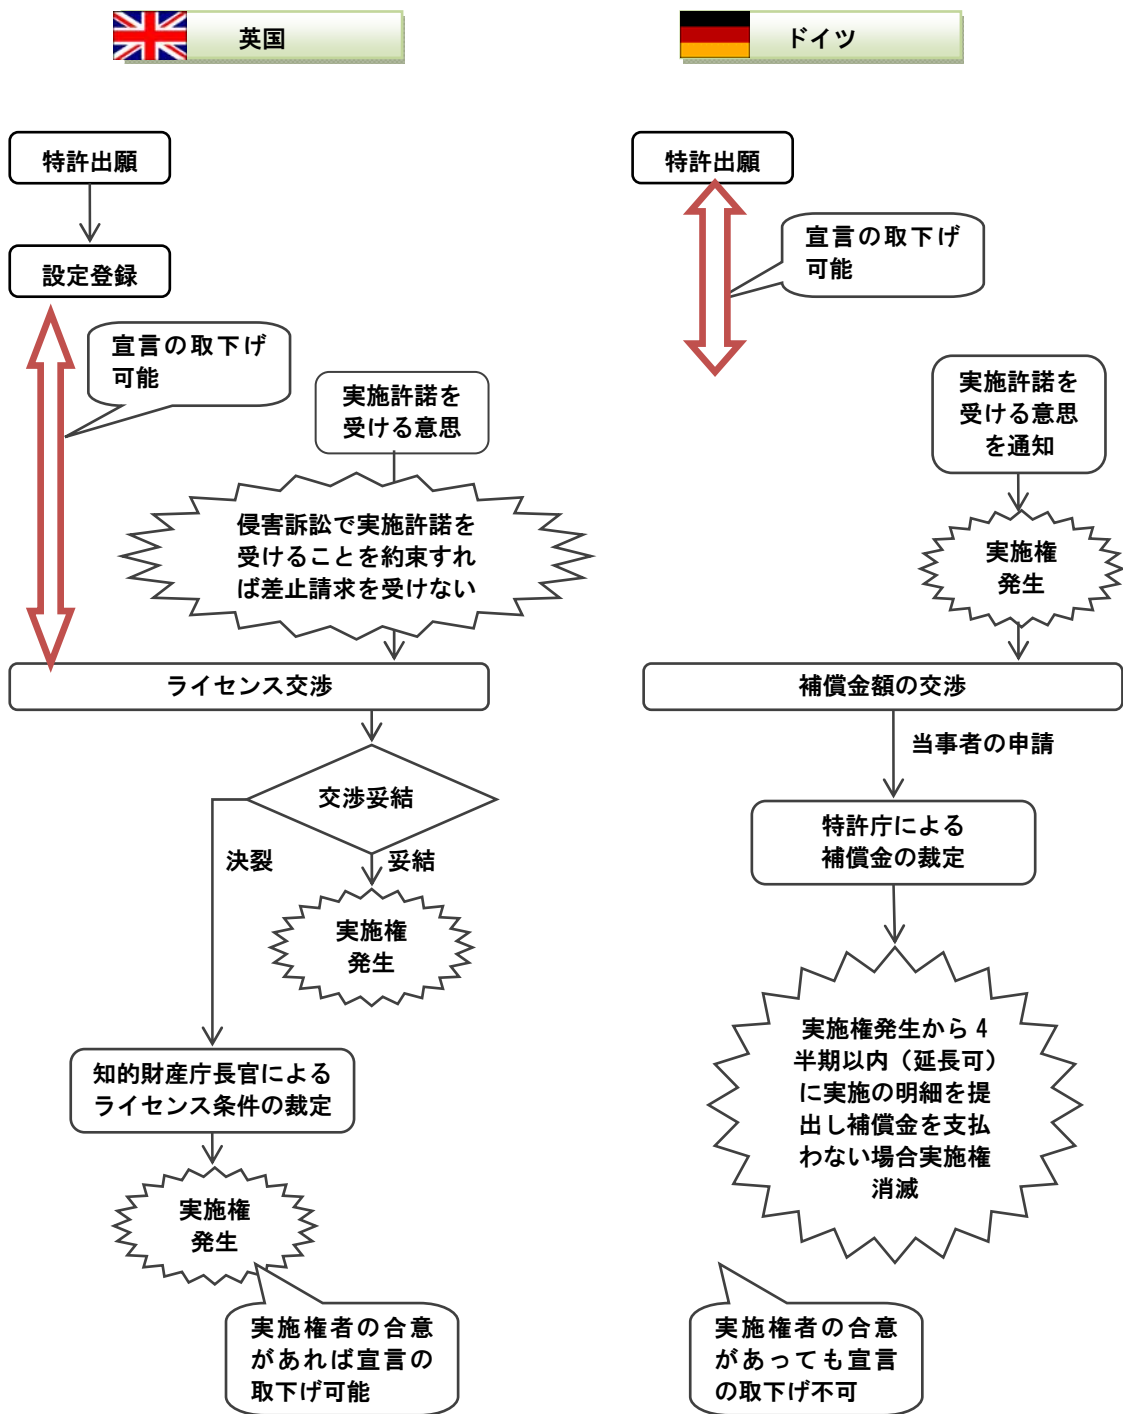 英国
特許出願
設定登録
宣言の取下げ
可能
実施許諾を
受ける意思
侵害訴訟で実施許諾を
受けることを約束すれ
ば差止請求を受けない
ライセンス交渉
交渉妥結
決裂
妥結
実施権
発生
知的財産庁長官による
ライセンス条件の裁定
実施権
発生
実施権者の合意
があれば宣言の
取下げ可能
ドイツ
特許出願
宣言の取下げ
可能
実施許諾を
受ける意思
を通知
実施権
発生
補償金額の交渉
当事者の申請
特許庁による
補償金の裁定
実施権発生から 4
半期以内（延長可）
に実施の明細を提
出し補償金を支払
わない場合実施権
消滅
実施権者の合意
があっても宣言
の取下げ不可